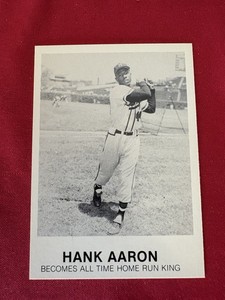 HANK AARON
BECOMES ALL TIME HOME RUN KING